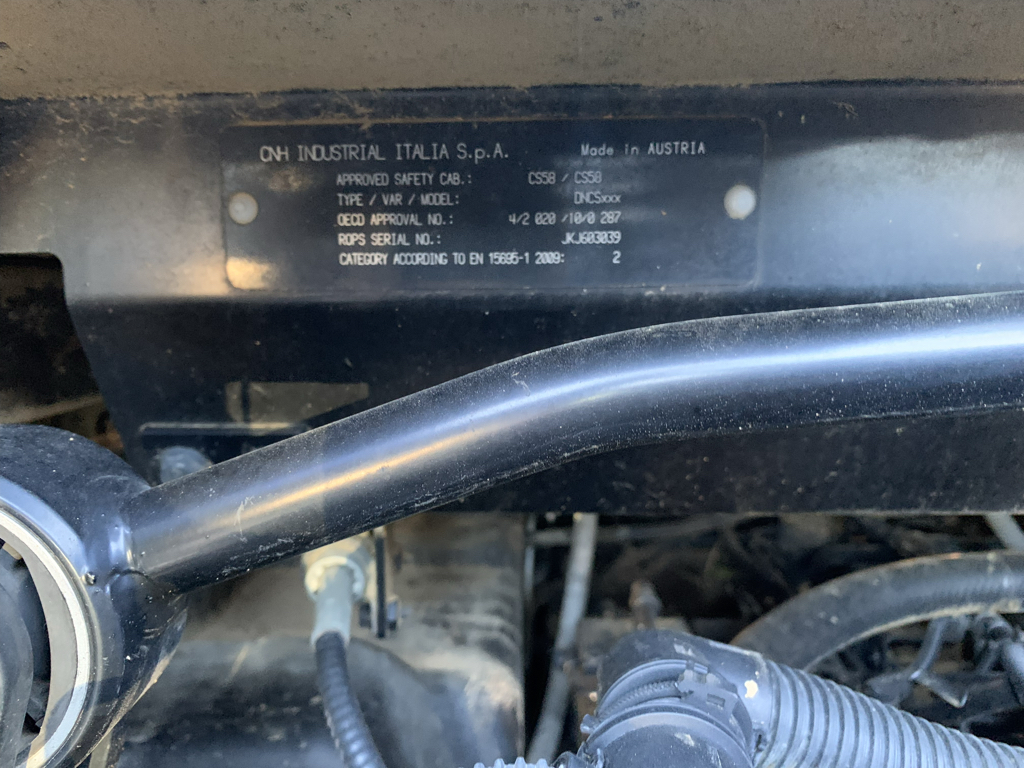 CNH INDUSTRIAL ITALIA S.p.A. Made in AUSTRIA
APPROVED SAFETY CAB.: CS58 / CS58
TYPE / VAR / MODEL: DNCSxxx
OECD APPROVAL NO.: 4/2 020 /10/0 287
ROPS SERIAL NO.: JKJ603039
CATEGORY ACCORDING TO EN 15695-1 2009: 2